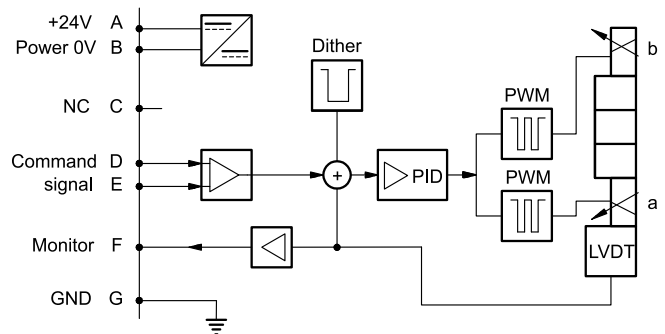 +24V A
Power 0V B
Dither
b
PWM
NC C
Command D
signal E
+
PID
PWM
a
Monitor F
LVDT
GND G